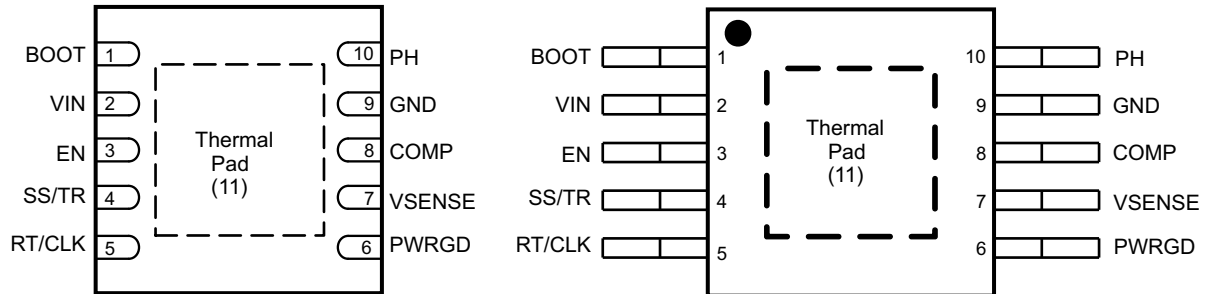 BOOT 1 10 PH
VIN 2 9 GND
EN 3 8 COMP
SS/TR 4 7 VSENSE
RT/CLK 5 6 PWRGD
Thermal
Pad
(11)
BOOT 1 10 PH
VIN 2 9 GND
EN 3 8 COMP
SS/TR 4 7 VSENSE
RT/CLK 5 6 PWRGD
Thermal
Pad
(11)